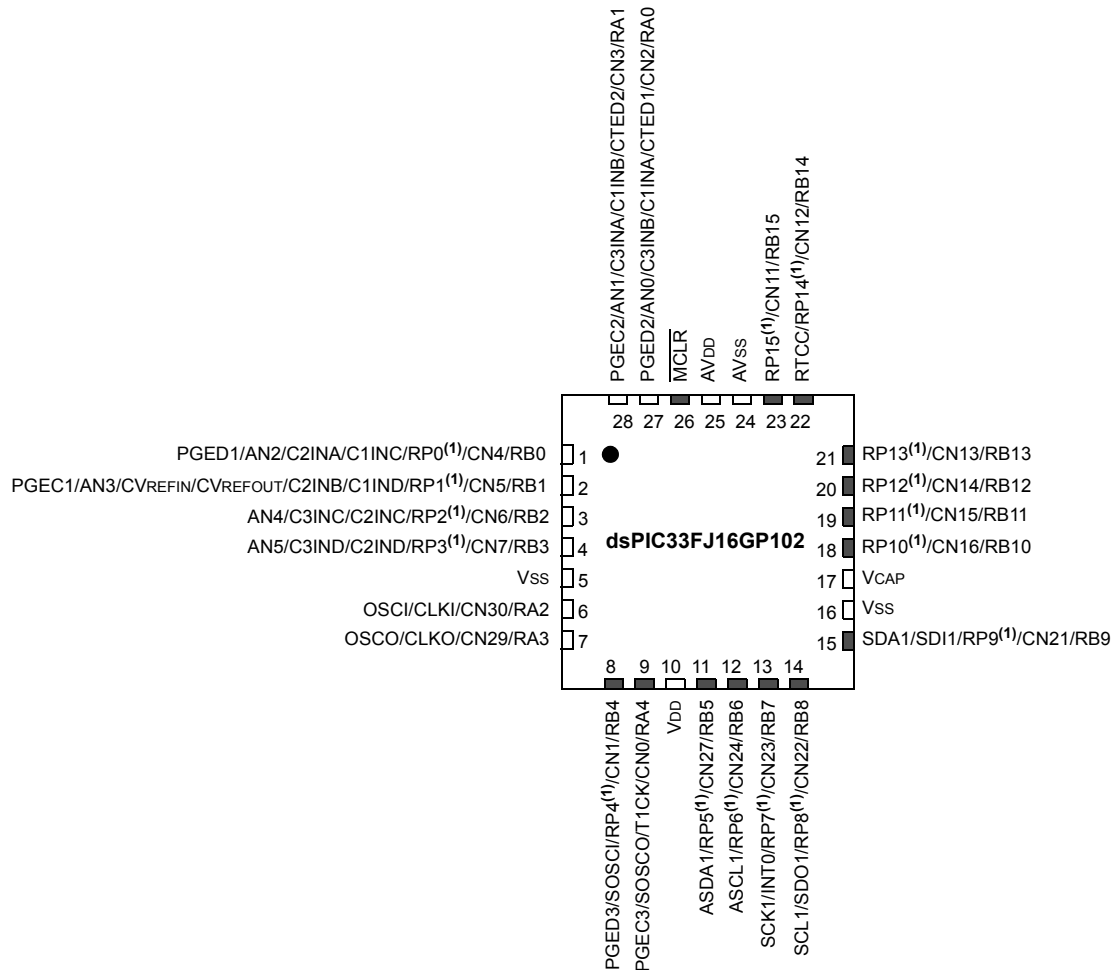 PGEC2/AN1/C3INA/C1INB/CTED2/CN3/RA1
PGED2/AN0/C3INB/C1INA/CTED1/CN2/RA0
MCLR
AVDD
AVSS
RP15(1)/CN11/RB15
RTCC/RP14(1)/CN12/RB14
28 27 26 25 24 23 22
PGED1/AN2/C2INA/C1INC/RP0(1)/CN4/RB0 1
PGEC1/AN3/CVREFIN/CVREFOUT/C2INB/C1IND/RP1(1)/CN5/RB1 2
AN4/C3INC/C2INC/RP2(1)/CN6/RB2 3
AN5/C3IND/C2IND/RP3(1)/CN7/RB3 4
VSS 5
OSCI/CLKI/CN30/RA2 6
OSCO/CLKO/CN29/RA3 7
dsPIC33FJ16GP102
21 RP13(1)/CN13/RB13
20 RP12(1)/CN14/RB12
19 RP11(1)/CN15/RB11
18 RP10(1)/CN16/RB10
17 VCAP
16 VSS
15 SDA1/SDI1/RP9(1)/CN21/RB9
8 9 10 11 12 13 14
PGED3/SOSCI/RP4(1)/CN1/RB4
PGEC3/SOSCO/T1CK/CN0/RA4
VDD
ASDA1/RP5(1)/CN27/RB5
ASCL1/RP6(1)/CN24/RB6
SCK1/INT0/RP7(1)/CN23/RB7
SCL1/SDO1/RP8(1)/CN22/RB8